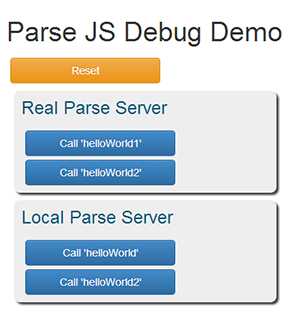 Parse JS Debug Demo
Reset
Real Parse Server
Call 'helloWorld1'
Call 'helloWorld2'
Local Parse Server
Call 'helloWorld'
Call 'helloWorld2'